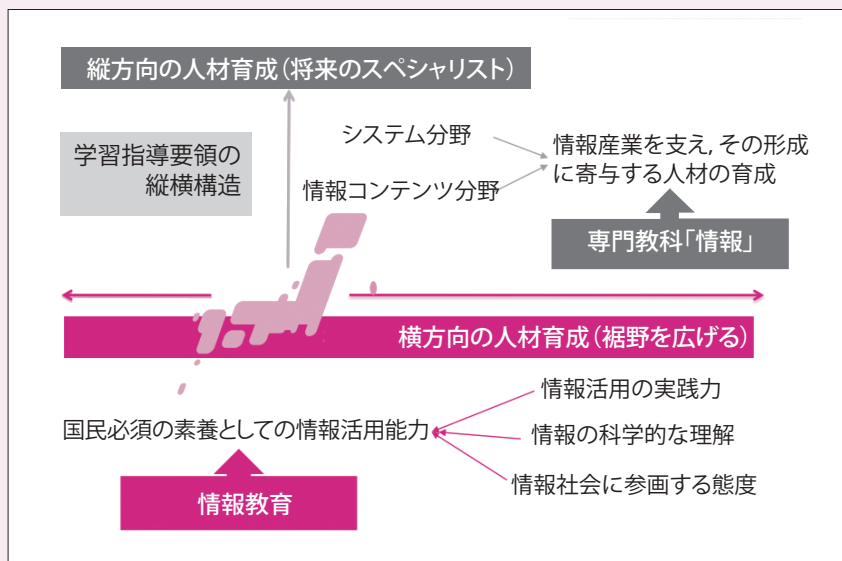 縦方向の人材育成(将来のスペシャリスト)
学習指導要領の
縦横構造
システム分野
情報コンテンツ分野
情報産業を支え,その形成
に寄与する人材の育成
専門教科「情報」
横方向の人材育成(裾野を広げる)
国民必須の素養としての情報活用能力
情報活用の実践力
情報の科学的な理解
情報社会に参画する態度
情報教育